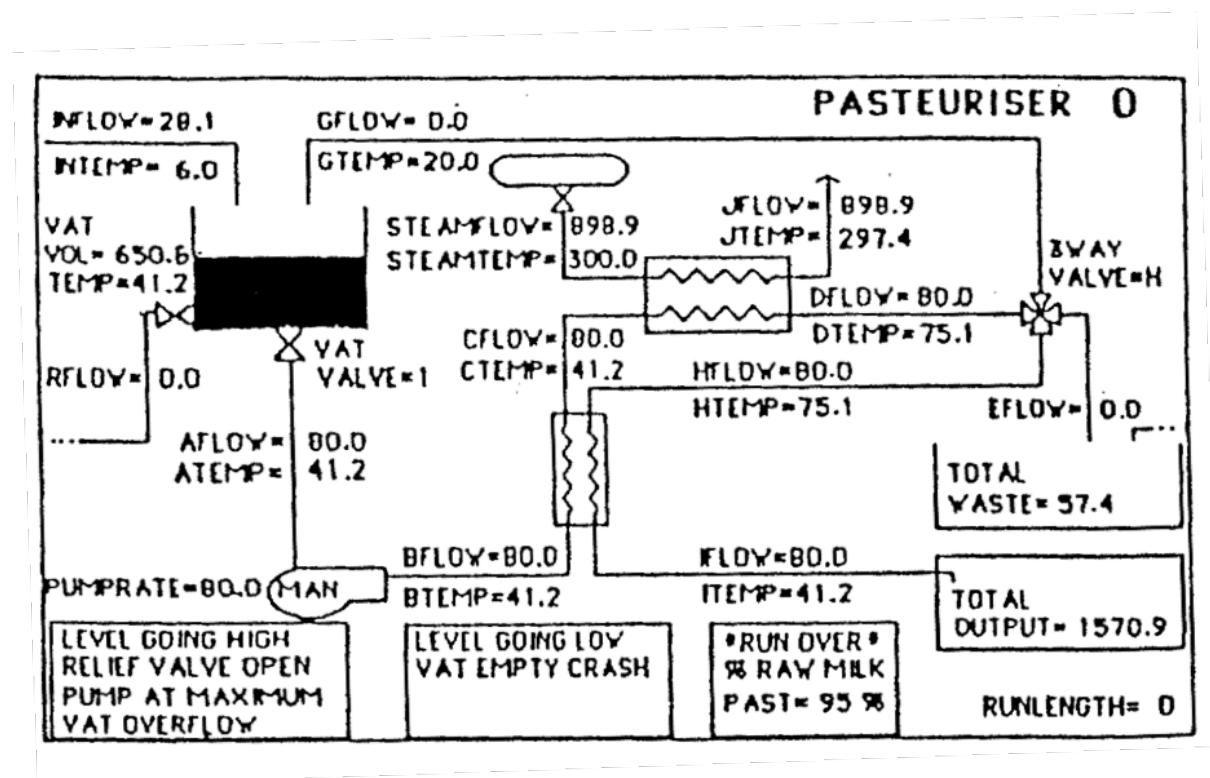 PASTEURISER 0
INFLOW=28.1
INTEMP= 6.0
GFLOW= 0.0
GTEMP=20.0
VAT
VOL= 650.6
TEMP=41.2
STEAMFLOW= 898.9
STEAMTEMP= 300.0
JFLOW= 898.9
JTEMP= 297.4
3WAY
VALVE=H
DFLOW=80.0
DTEMP=75.1
CFLOW= 80.0
CTEMP= 41.2
VAT
VALVE=1
RFLOW= 0.0
HFLOW=80.0
HTEMP=75.1
EFLOW= 0.0
AFLOW= 80.0
ATEMP= 41.2
TOTAL
WASTE= 57.4
BFLOW=80.0
BTEMP=41.2
IFLOW=80.0
ITEMP=41.2
PUMPRATE=80.0
MAN
TOTAL
OUTPUT= 1570.9
LEVEL GOING HIGH
RELIEF VALVE OPEN
PUMP AT MAXIMUM
VAT OVERFLOW
LEVEL GOING LOW
VAT EMPTY CRASH
*RUN OVER*
% RAW MILK
PAST= 95 %
RUNLENGTH= 0